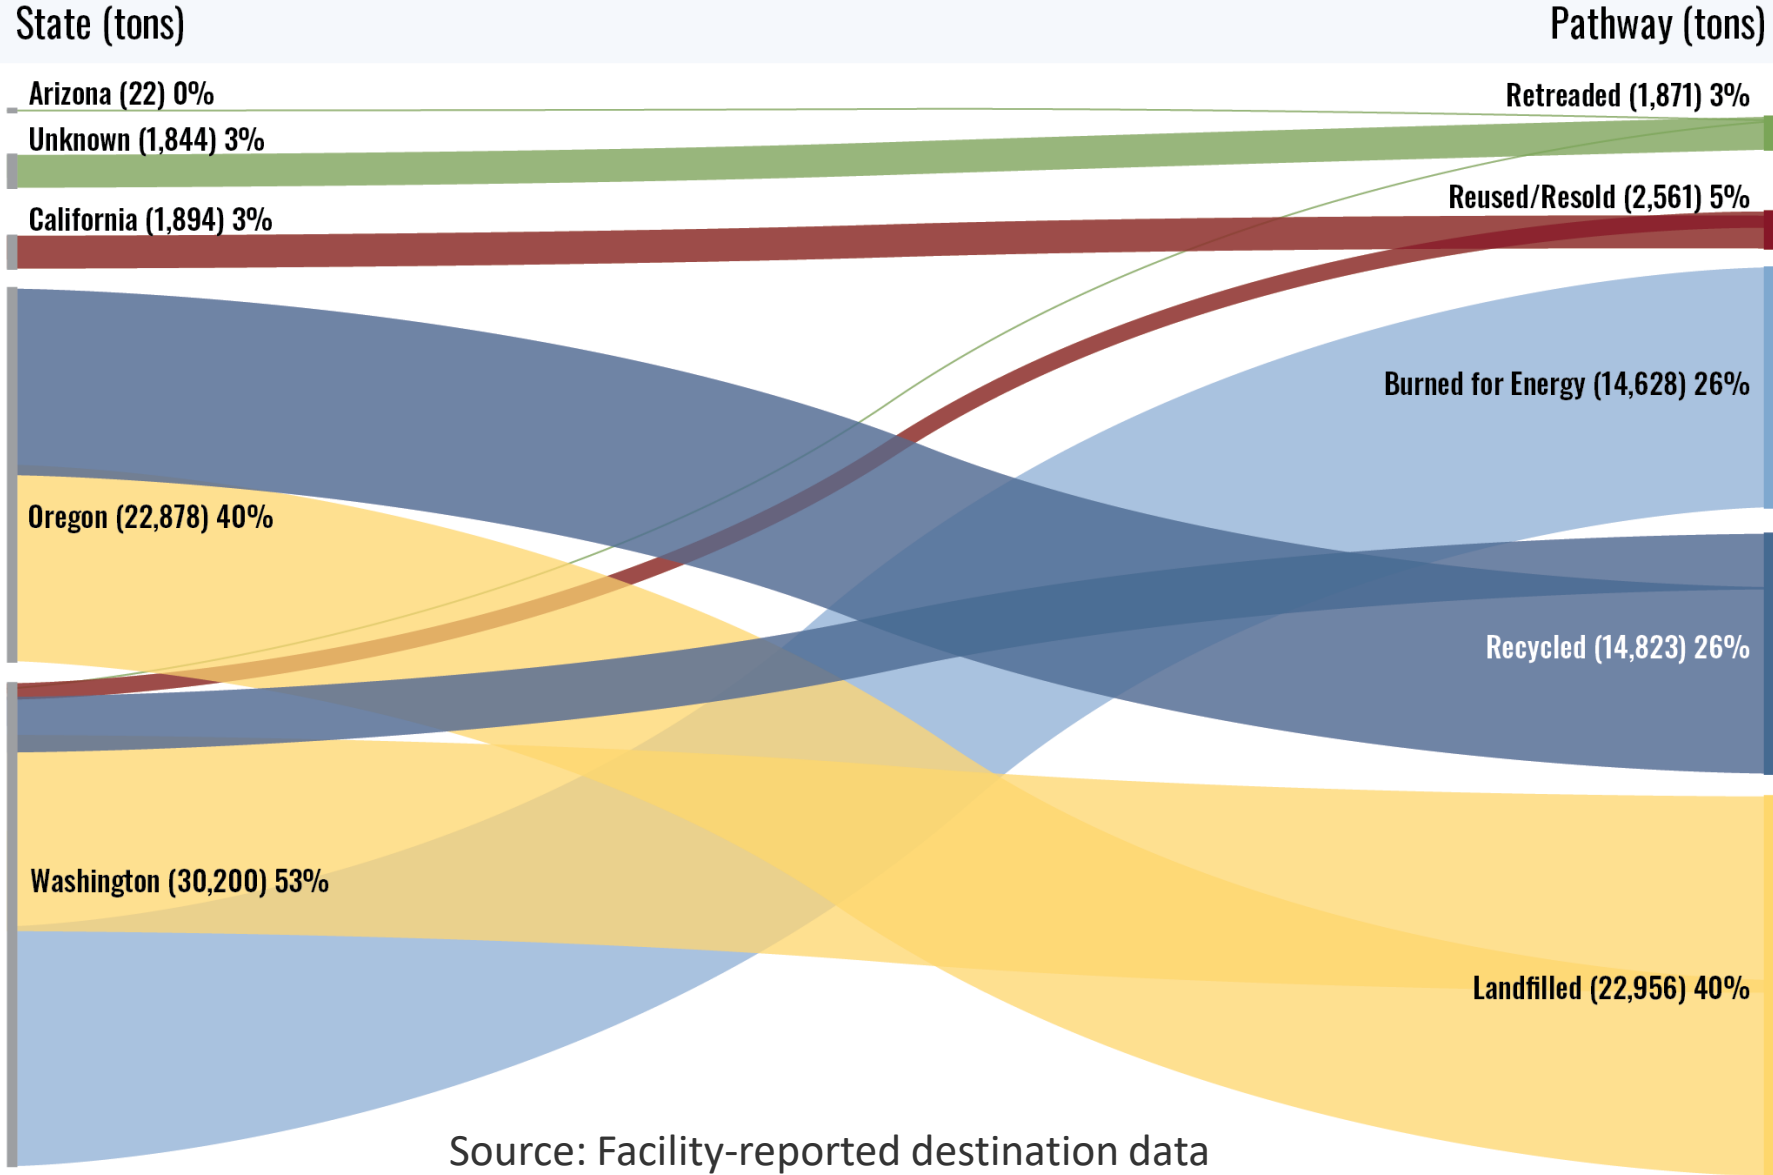 State (tons)
Pathway (tons)
Arizona (22) 0%
Retreaded (1,871) 3%
Unknown (1,844) 3%
Reused/Resold (2,561) 5%
California (1,894) 3%
Burned for Energy (14,628) 26%
Oregon (22,878) 40%
Recycled (14,823) 26%
Washington (30,200) 53%
Landfilled (22,956) 40%
Source: Facility-reported destination data